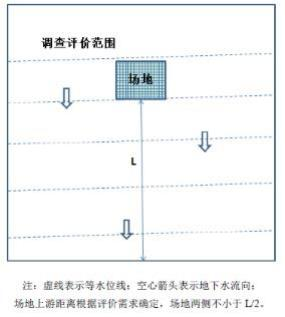 调查评价范围
场地
L
注：虚线表示等水位线；空心箭头表示地下水流向；
场地上游距离根据评价需求确定，场地两侧不小于 L/2。